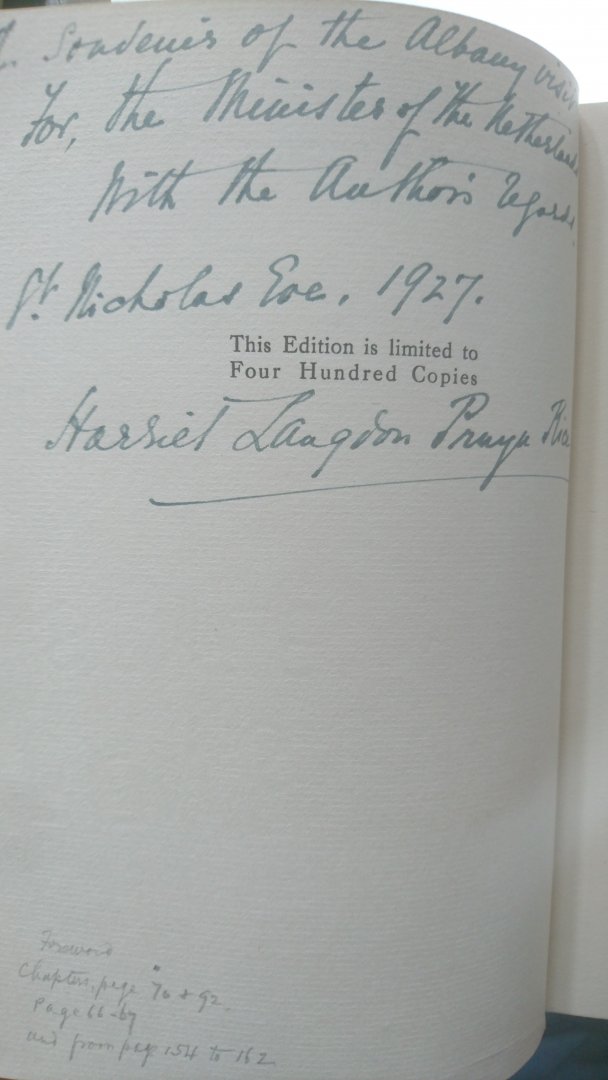 A. Souvenir of the Albany visit
For, the Minister of the Netherlands
With the Author's regards.
St. Nicholas Eve. 1927.
This Edition is limited to
Four Hundred Copies
Harriet Langdon Pruyn Rice
Foreword
Chapters, page 70 & 92.
Page 66-67
and from page 154 to 162